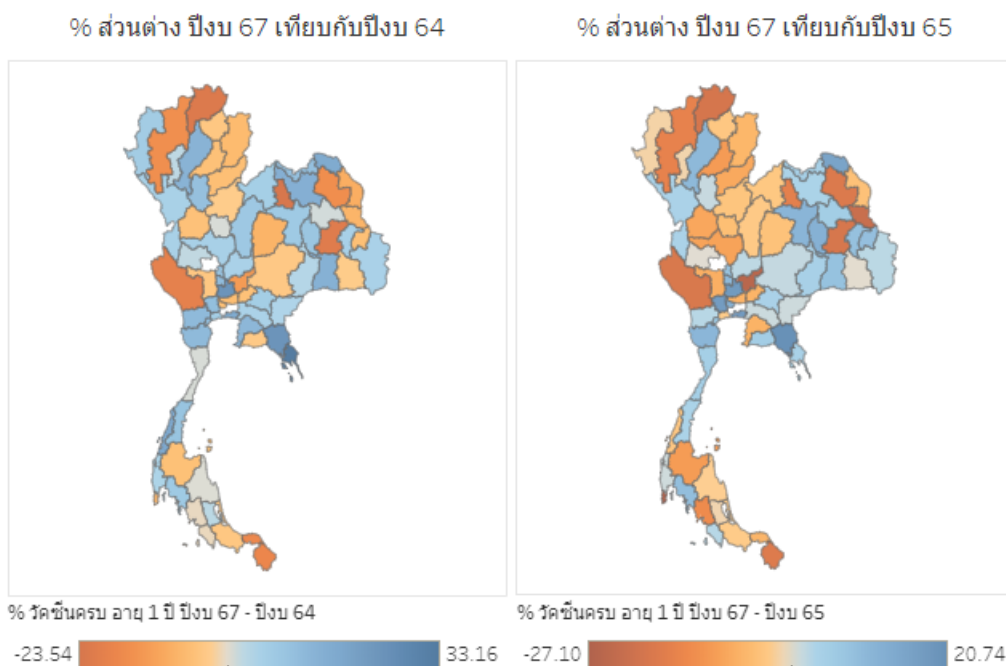 % ส่วนต่าง ปีงบ 67 เทียบกับปีงบ 64
% ส่วนต่าง ปีงบ 67 เทียบกับปีงบ 65
% วัคซีนครบ อายุ 1 ปี ปีงบ 67 - ปีงบ 64
% วัคซีนครบ อายุ 1 ปี ปีงบ 67 - ปีงบ 65
-23.54 33.16
-27.10 20.74